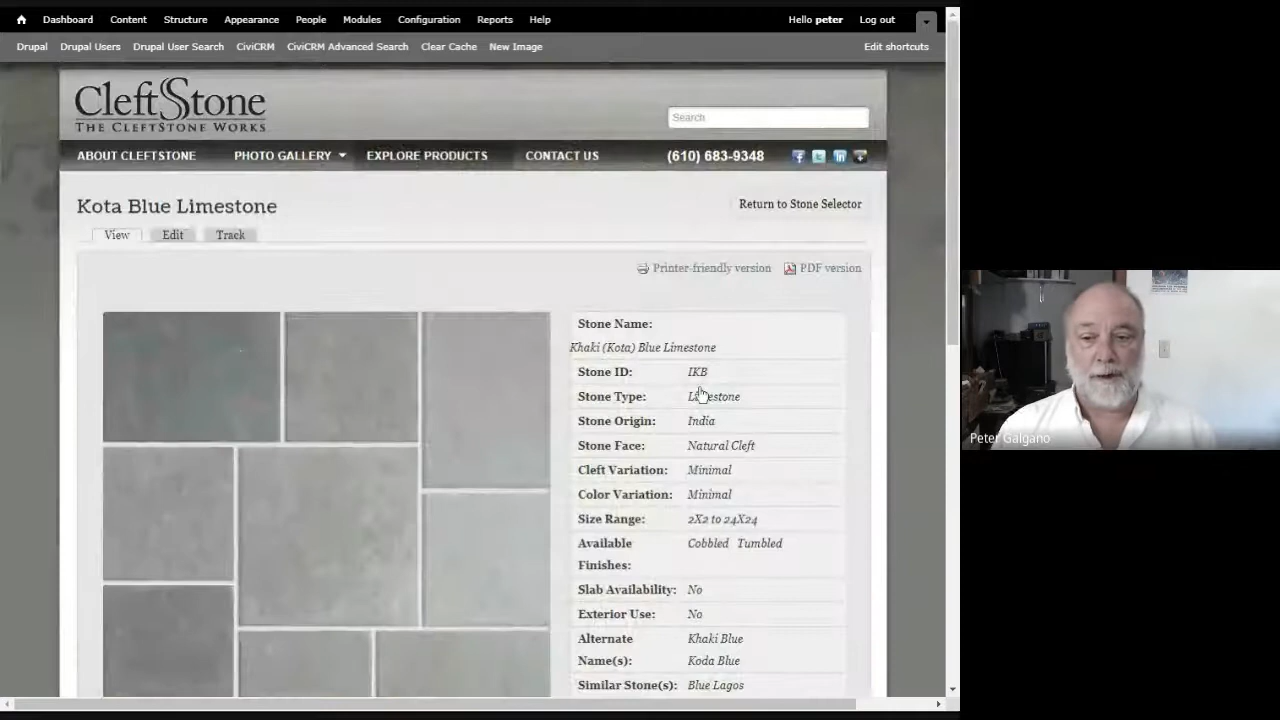 Dashboard Content Structure Appearance People Modules Configuration Reports Help Hello peter Log out
Drupal Drupal Users Drupal User Search CiviCRM CiviCRM Advanced Search Clear Cache New Image Edit shortcuts
CleftStone
THE CLEFTSTONE WORKS
Search
ABOUT CLEFTSTONE PHOTO GALLERY EXPLORE PRODUCTS CONTACT US (610) 683-9348
Kota Blue Limestone Return to Stone Selector
View Edit Track
Printer-friendly version PDF version
Stone Name:
Khaki (Kota) Blue Limestone
Stone ID: IKB
Stone Type: Limestone
Stone Origin: India
Stone Face: Natural Cleft
Cleft Variation: Minimal
Color Variation: Minimal
Size Range: 2X2 to 24X24
Available Finishes: Cobbled Tumbled
Slab Availability: No
Exterior Use: No
Alternate Name(s): Khaki Blue
Koda Blue
Similar Stone(s): Blue Lagos
Peter Galgano